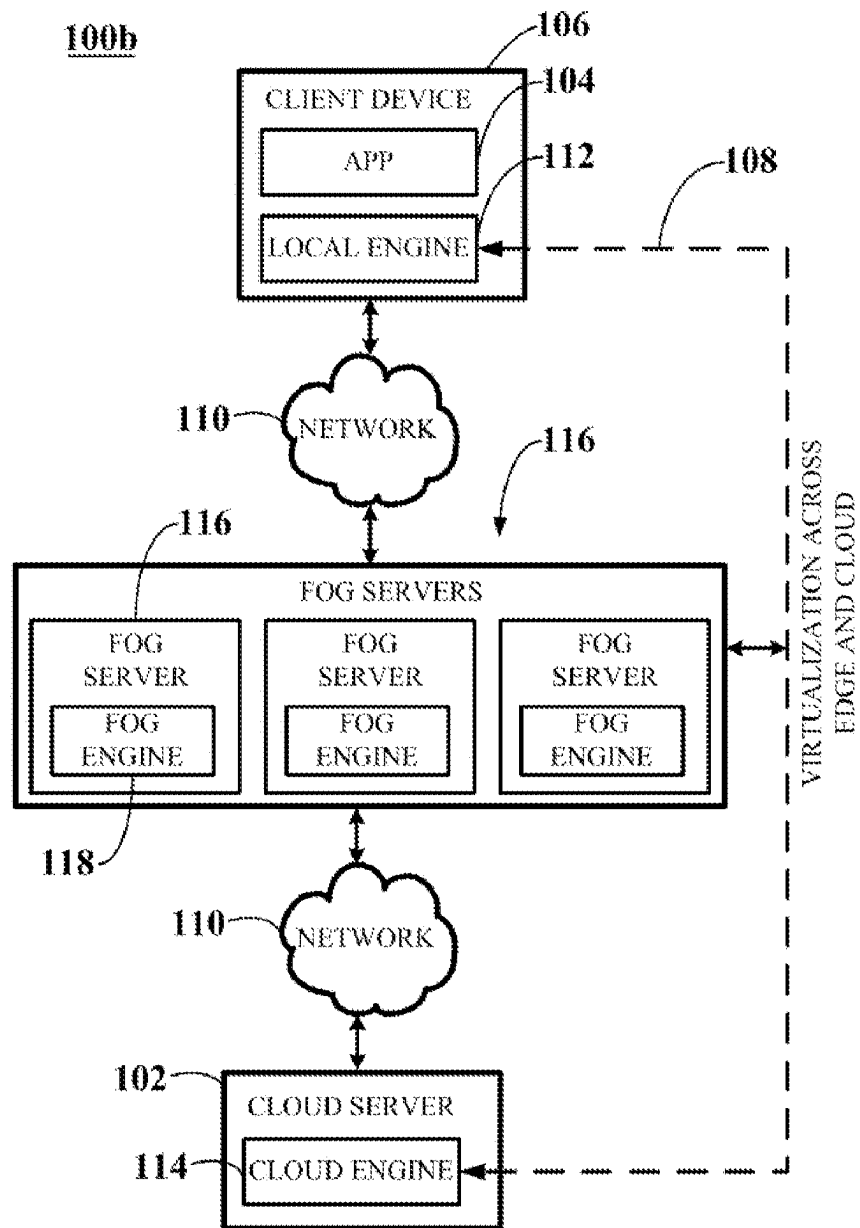 100b
106
CLIENT DEVICE
104
APP
112
108
LOCAL ENGINE
110
NETWORK
116
116
FOG SERVERS
FOG
SERVER
FOG
ENGINE
FOG
SERVER
FOG
ENGINE
FOG
SERVER
FOG
ENGINE
118
VIRTUALIZATION ACROSS
EDGE AND CLOUD
110
NETWORK
102
CLOUD SERVER
114
CLOUD ENGINE